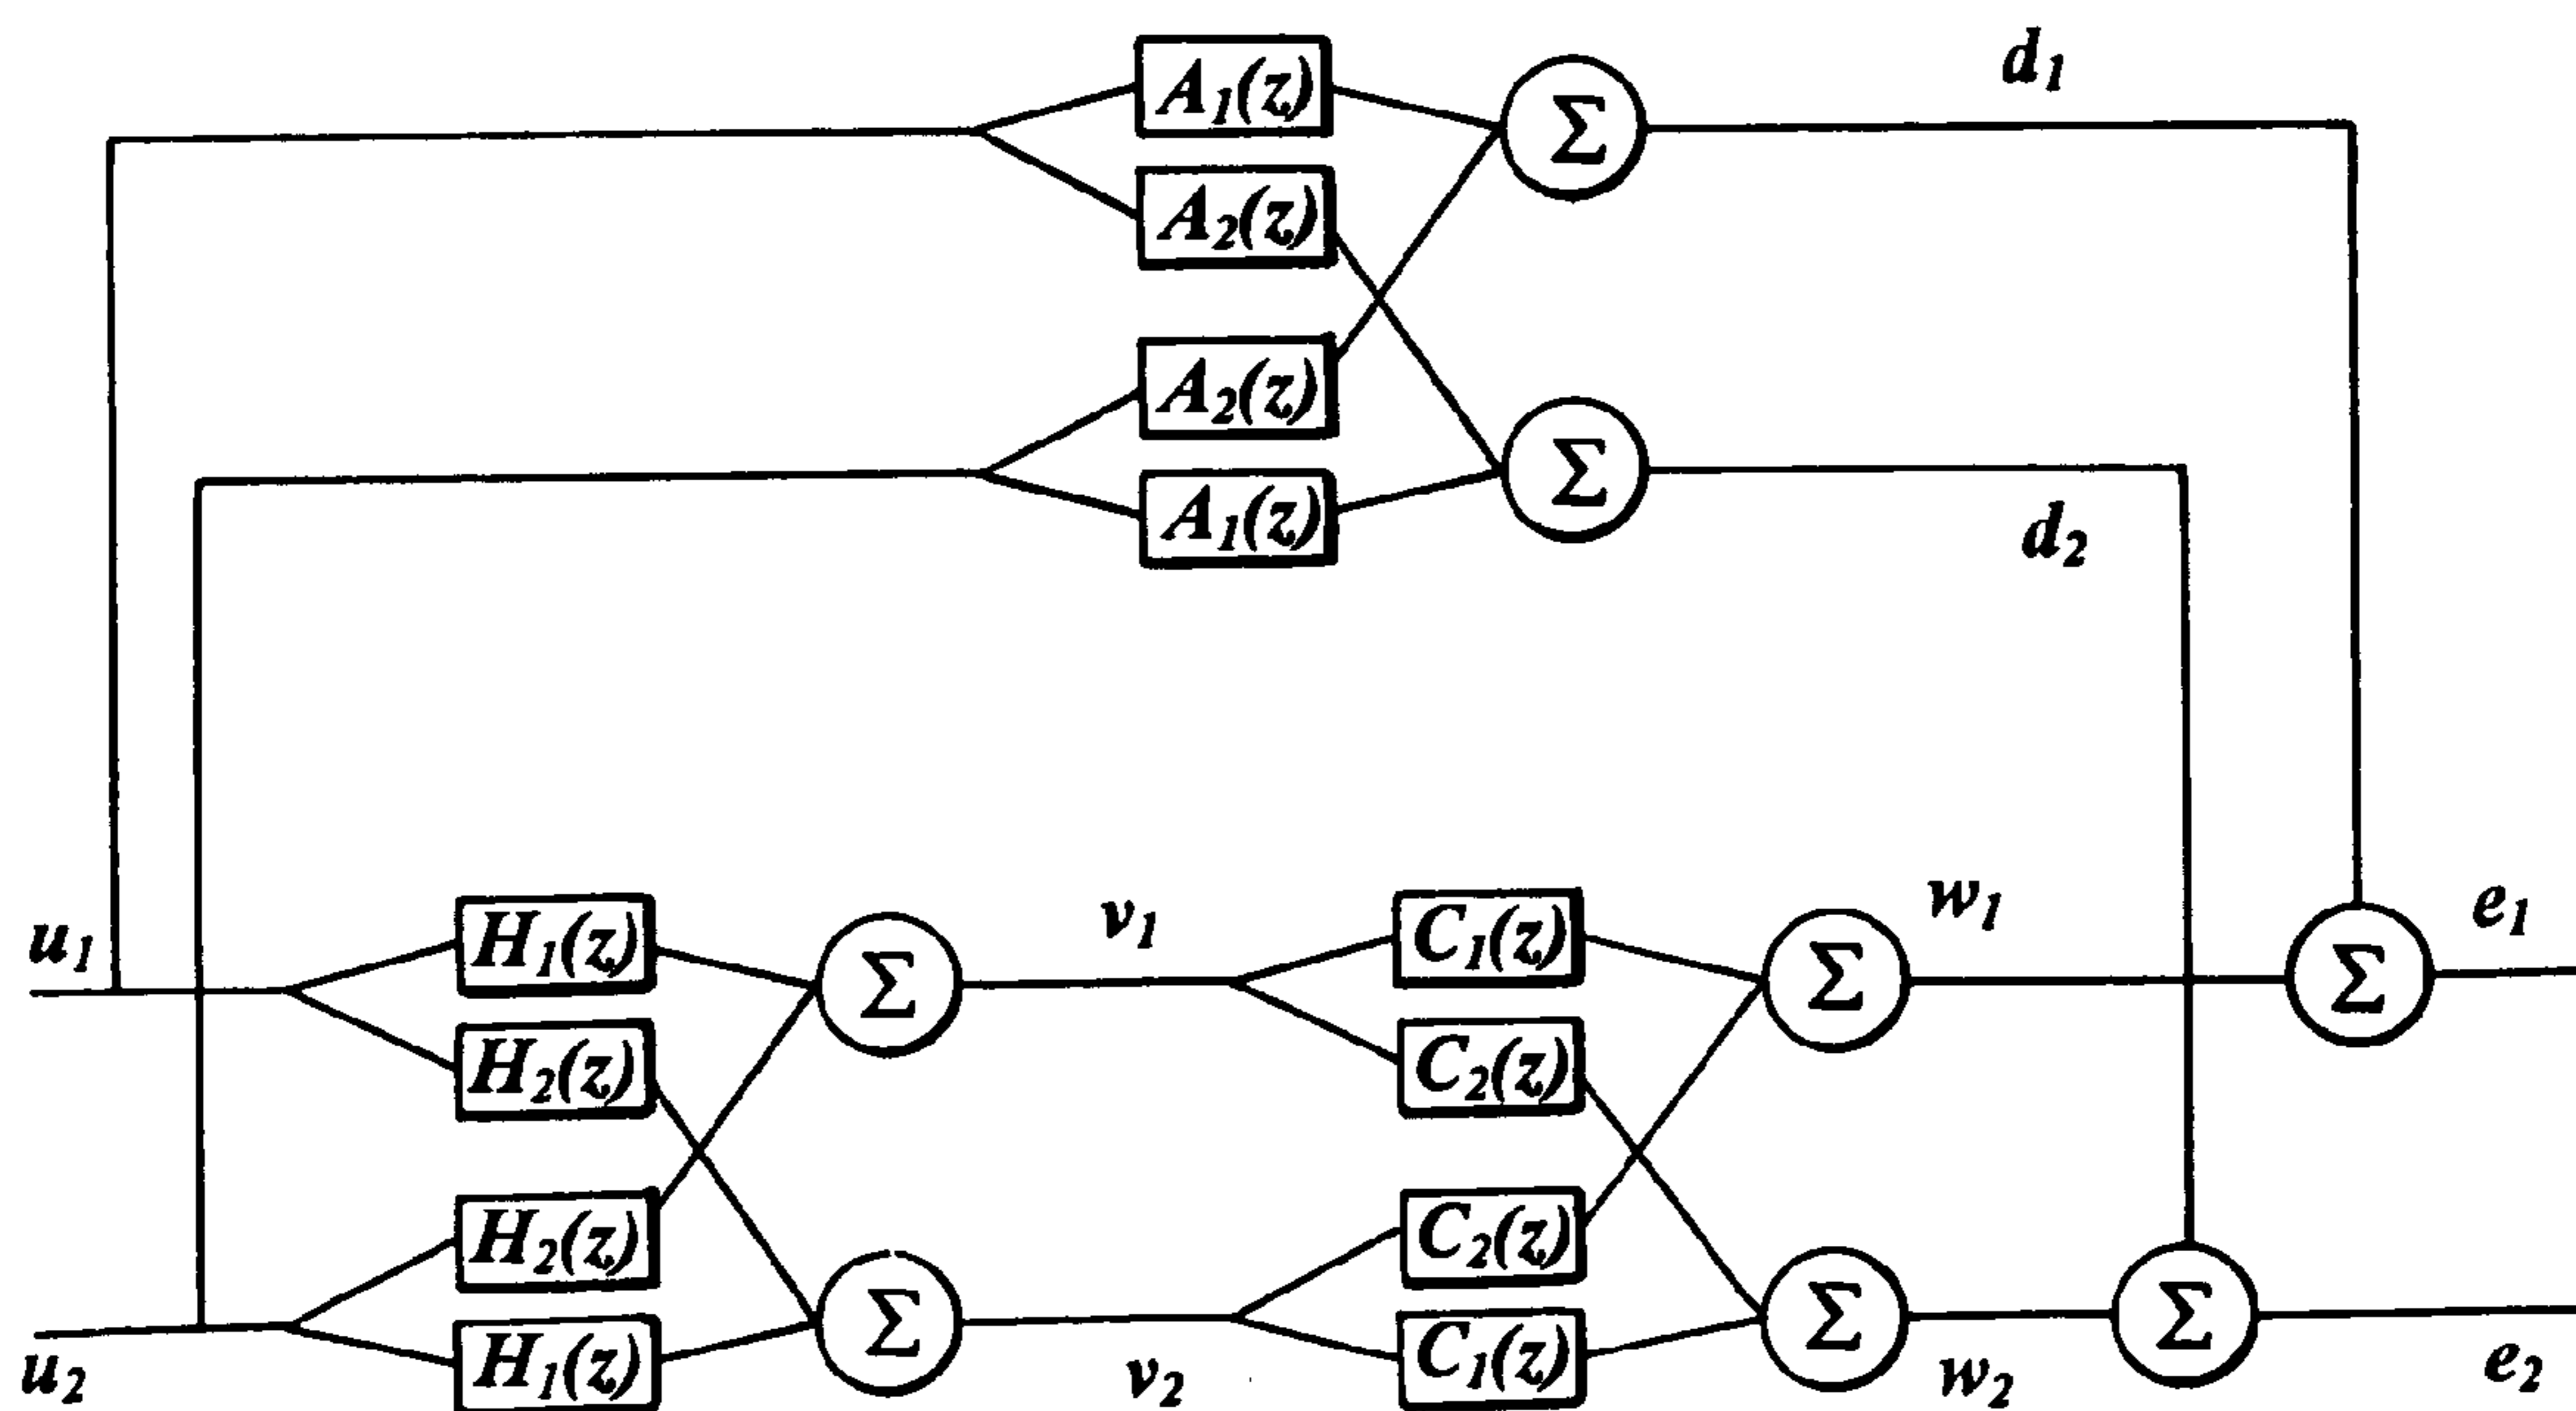 A₁(z)
Σ
d₁
A₂(z)
A₂(z)
Σ
A₁(z)
d₂
u₁
H₁(z)
Σ
v₁
C₁(z)
Σ
w₁
Σ
e₁
H₂(z)
C₂(z)
H₂(z)
C₂(z)
u₂
H₁(z)
Σ
v₂
C₁(z)
Σ
w₂
Σ
e₂